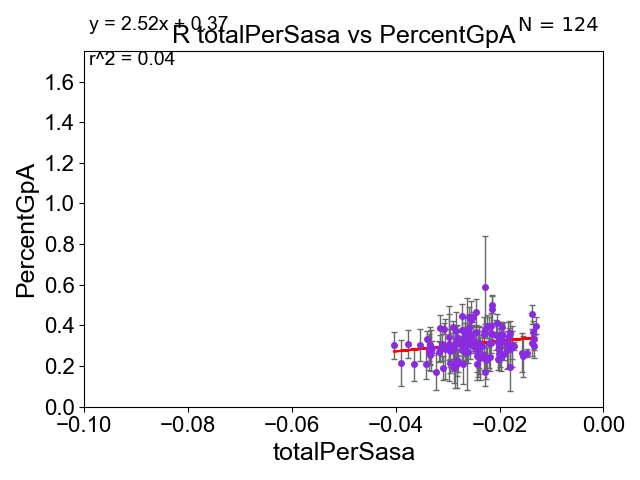 y = 2.52x + 0.37
R totalPerSasa vs PercentGpA
N = 124
r^2 = 0.04
PercentGpA
1.6
1.4
1.2
1.0
0.8
0.6
0.4
0.2
0.0
−0.10
−0.08
−0.06
−0.04
−0.02
0.00
totalPerSasa